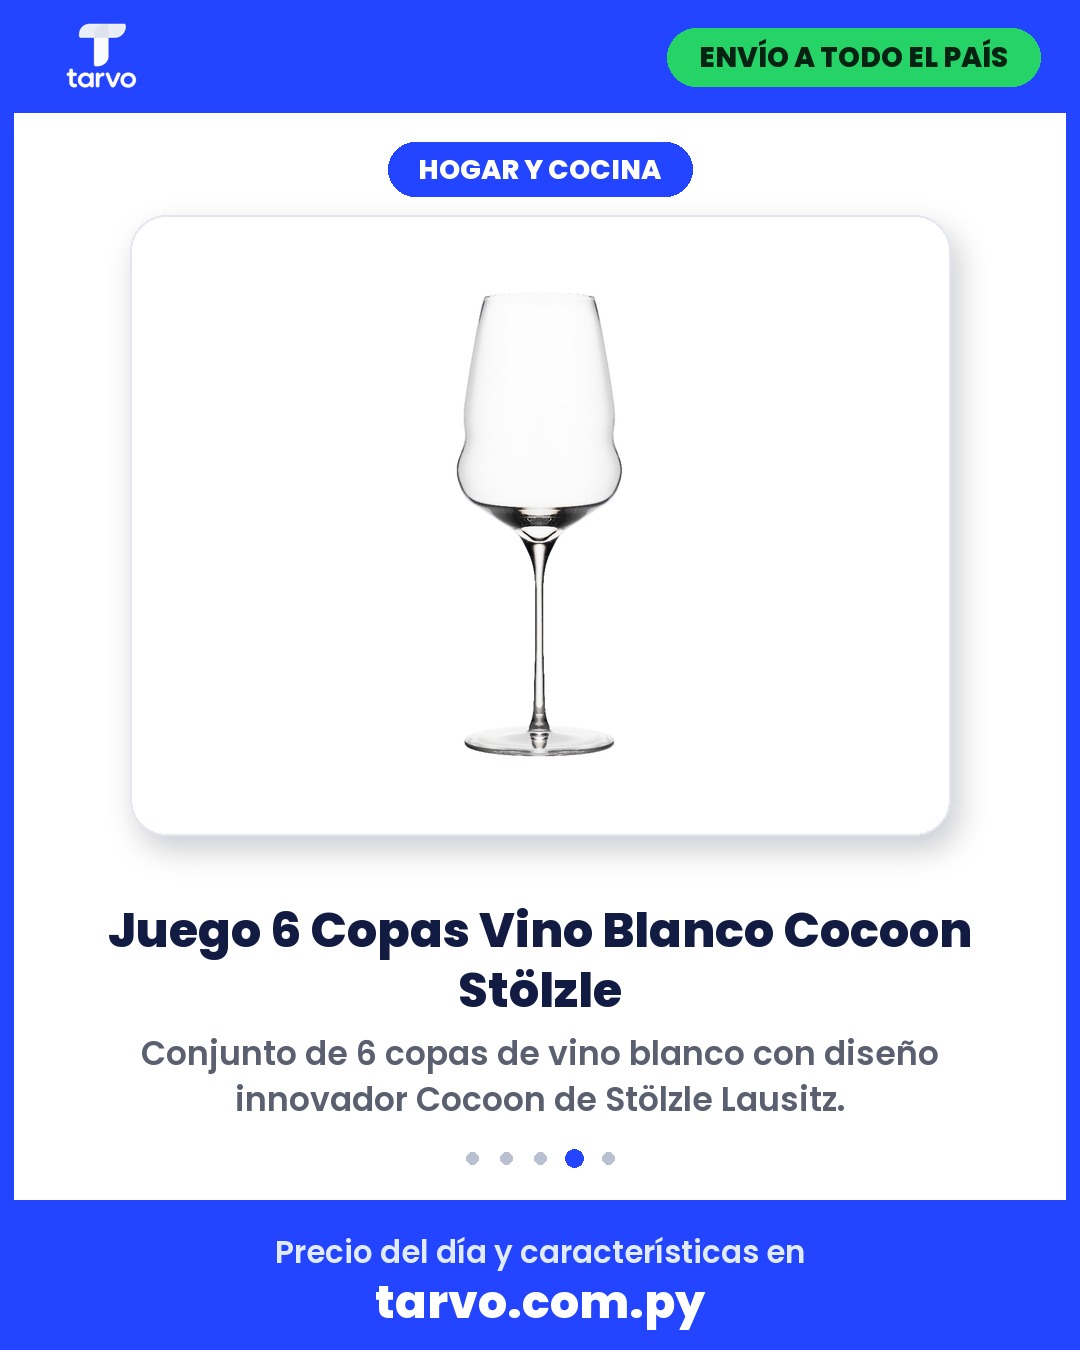 tarvo
ENVÍO A TODO EL PAÍS
HOGAR Y COCINA
Juego 6 Copas Vino Blanco Cocoon
Stölzle
Conjunto de 6 copas de vino blanco con diseño
innovador Cocoon de Stölzle Lausitz.
Precio del día y características en
tarvo.com.py